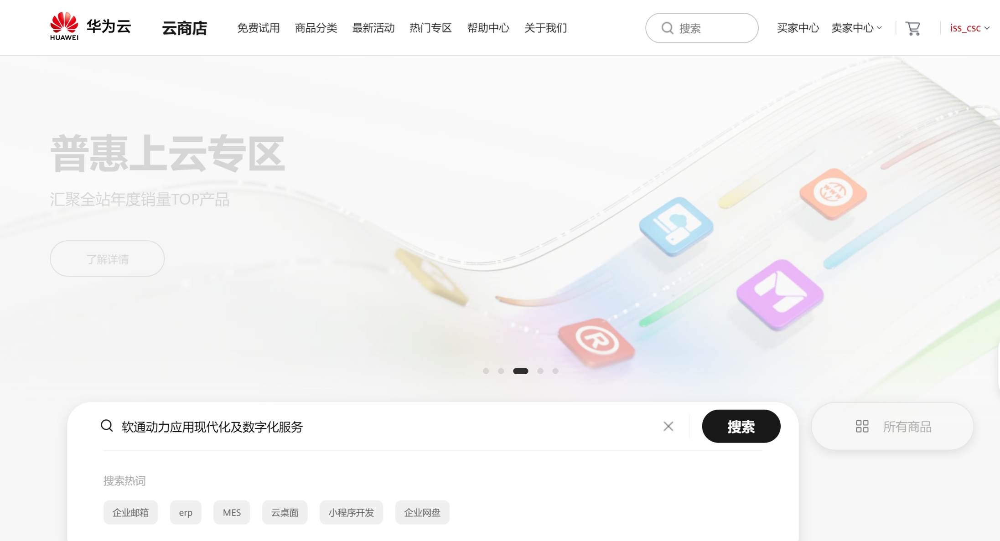 HUAWEI 华为云 云商店 免费试用 商品分类 最新活动 热门专区 帮助中心 关于我们 搜索 买家中心 卖家中心 iss_csc
普惠上云专区
汇聚全站年度销量TOP产品
了解详情
www
R
软通动力应用现代化及数字化服务 搜索 所有商品
搜索热词
企业邮箱 erp MES 云桌面 小程序开发 企业网盘